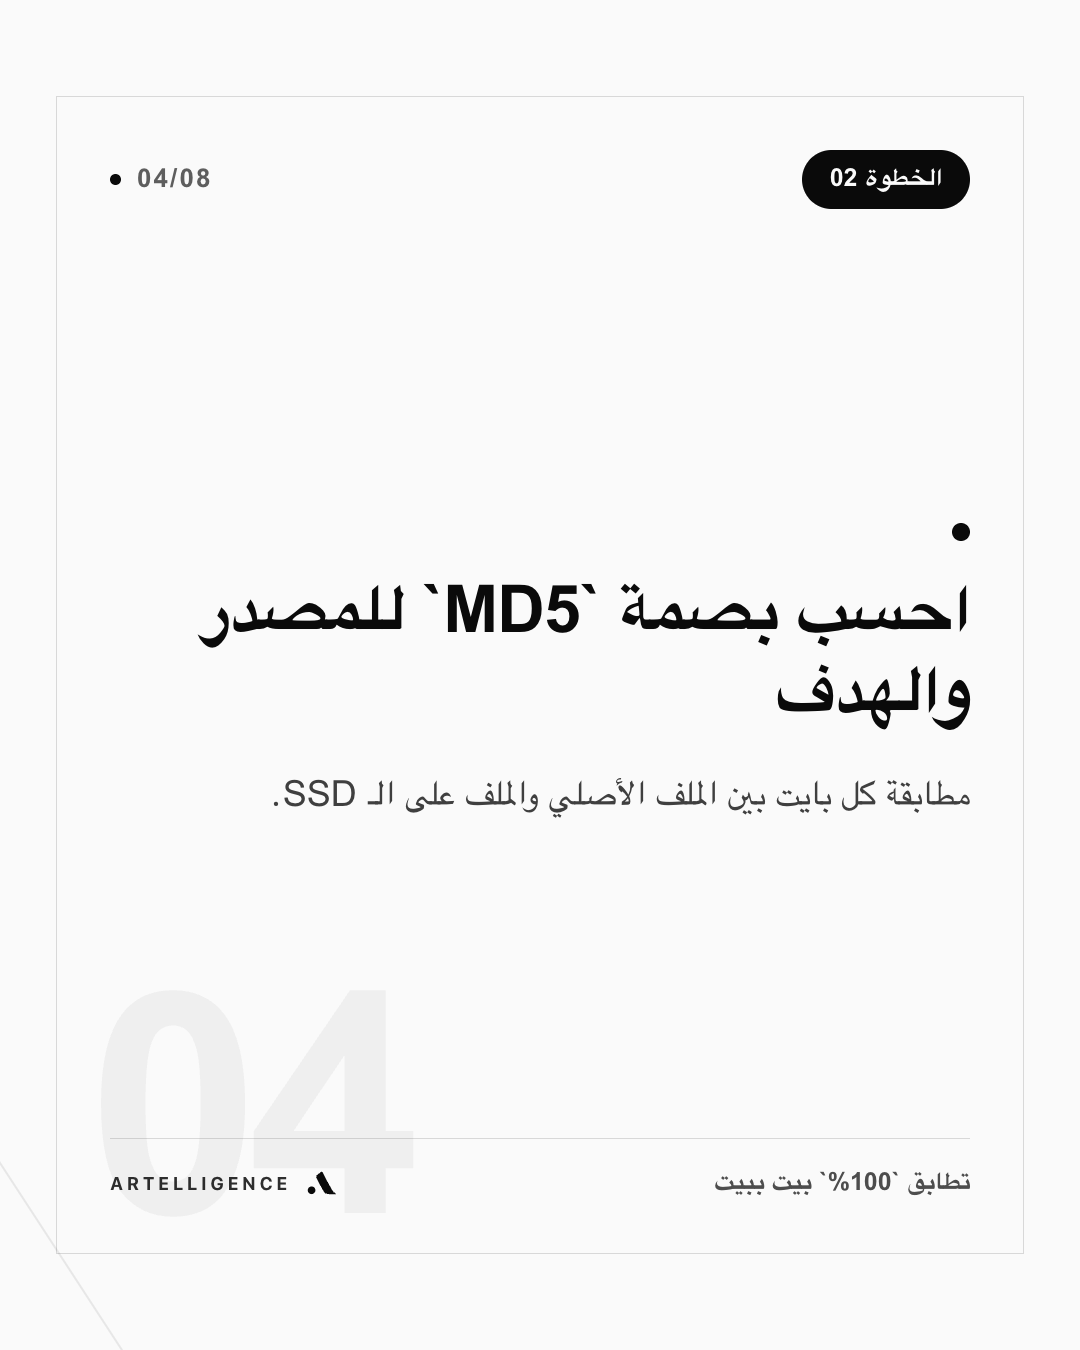 الخطوة 02
04/08
احسب بصمة `MD5` للمصدر
والهدف
مطابقة كل بايت بين الملف الأصلي والملف على الـ SSD.
04
تطابق `100%` بيت ببيت
ARTELLIGENCE